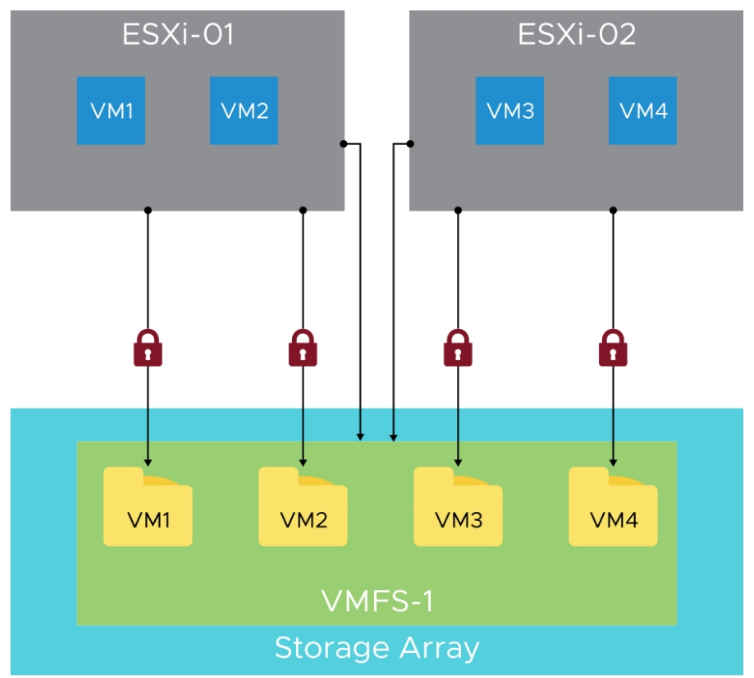 ESXi-01
ESXi-02
VM1
VM2
VM3
VM4
VM1
VM2
VM3
VM4
VMFS-1
Storage Array